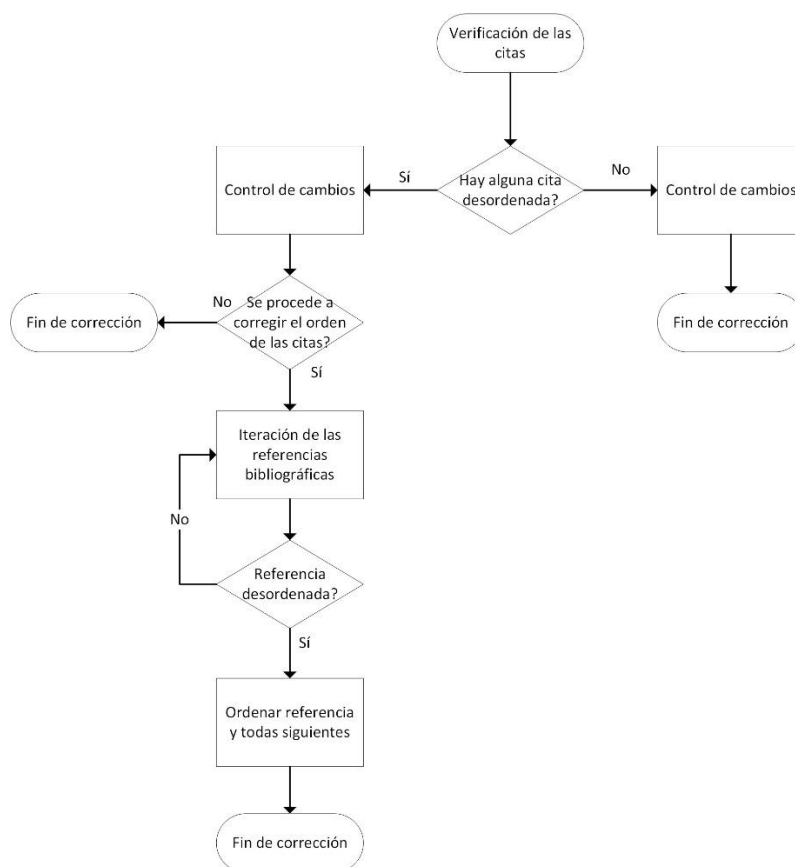 Verificación de las
citas
Control de cambios
Sí
Hay alguna cita
desordenada?
No
Control de cambios
Fin de corrección
No
Se procede a
corregir el orden
de las citas?
Fin de corrección
Sí
Iteración de las
referencias
bibliográficas
No
Referencia
desordenada?
Sí
Ordenar referencia
y todas siguientes
Fin de corrección